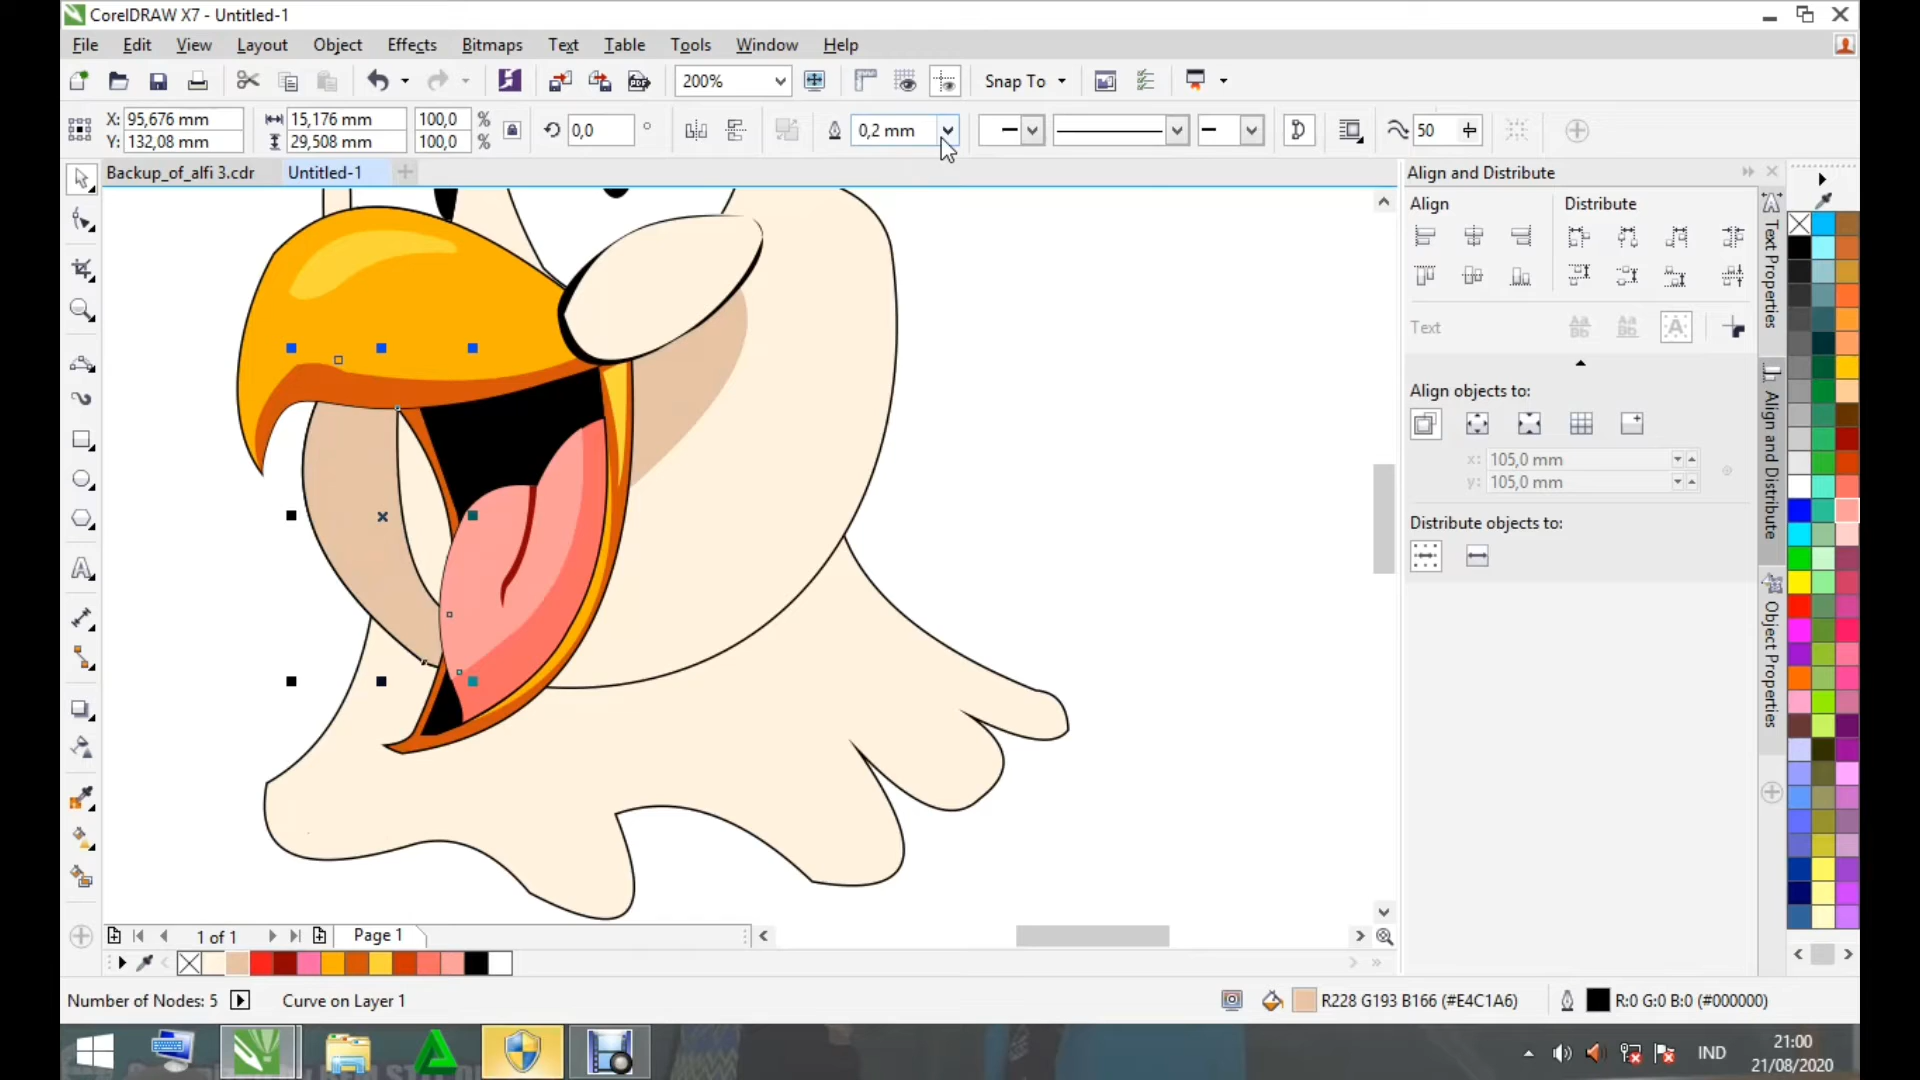 CorelDRAW X7 - Untitled-1
File Edit View Layout Object Effects Bitmaps Text Table Tools Window Help
200% Snap To
X: 95,676 mm 15,176 mm 100,0 % 0,0 ° 0,2 mm 50
Y: 132,08 mm 29,508 mm 100,0 %
Backup_of_alfi 3.cdr Untitled-1
Align and Distribute
Align Distribute
Text
Align objects to:
x: 105,0 mm
y: 105,0 mm
Distribute objects to:
Text Properties
Align and Distribute
Object Properties
1 of 1 Page 1
Number of Nodes: 5 Curve on Layer 1 R228 G193 B166 (#E4C1A6) R:0 G:0 B:0 (#000000)
IND 21:00
21/08/2020